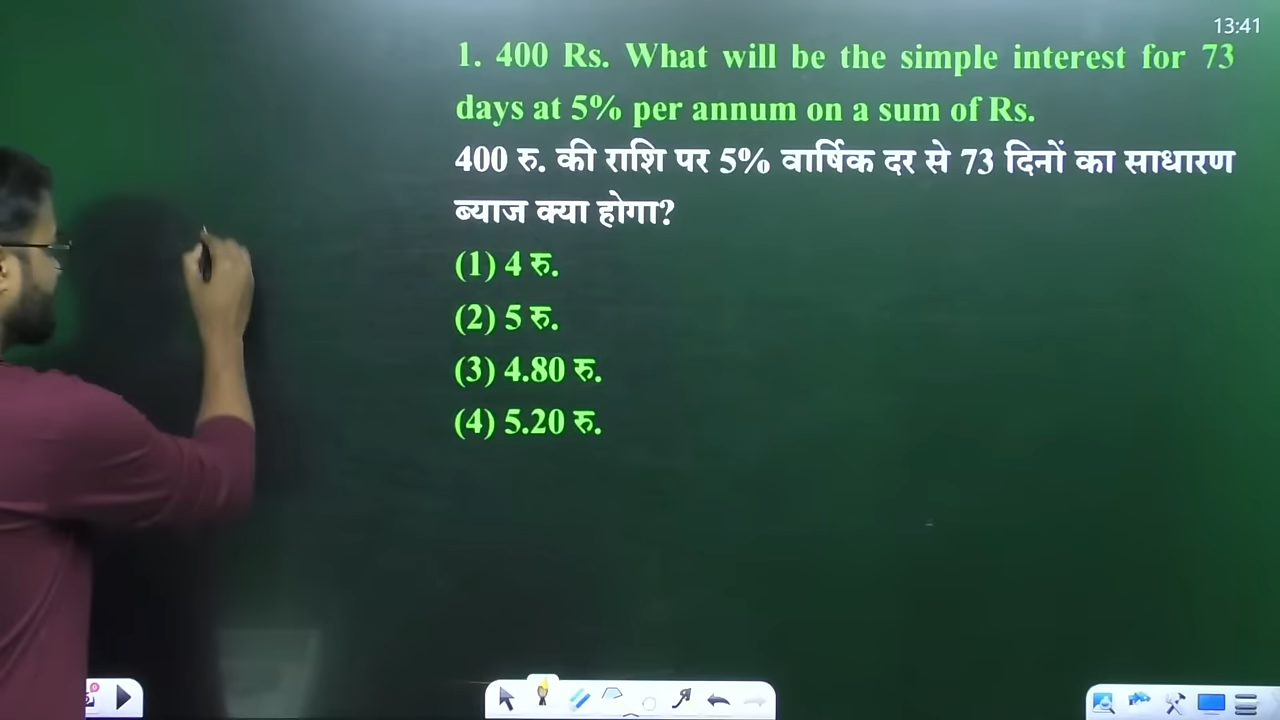 13:41
1. 400 Rs. What will be the simple interest for 73
days at 5% per annum on a sum of Rs.
400 रु. की राशि पर 5% वार्षिक दर से 73 दिनों का साधारण
ब्याज क्या होगा?
(1) 4 रु.
(2) 5 रु.
(3) 4.80 रु.
(4) 5.20 रु.